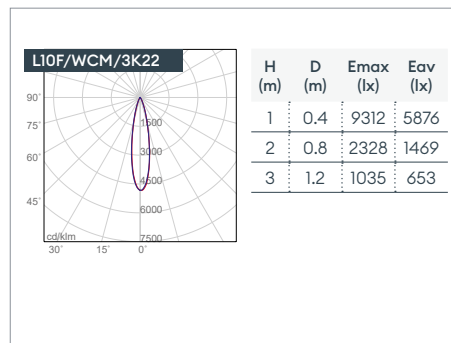 L10F/WCM/3K22
90˚
75˚
60˚
45˚
30˚ 15˚ 0˚
1500
3000
4500
6000
7500
cd/klm
H D Emax Eav
(m) (m) (lx) (lx)
1 0.4 9312 5876
2 0.8 2328 1469
3 1.2 1035 653